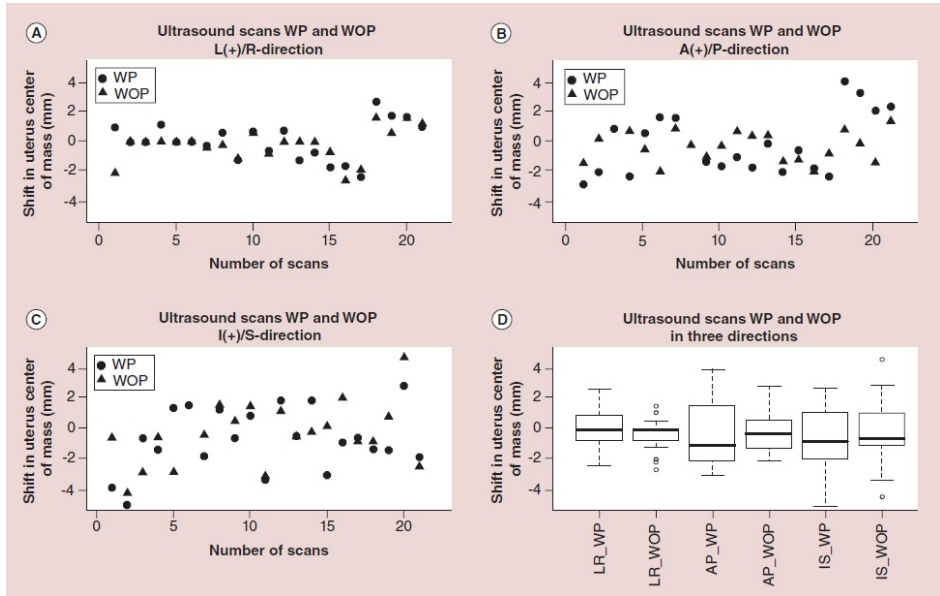 A
Ultrasound scans WP and WOP
L(+)/R-direction
WP
WOP
4
2
0
-2
-4
Shift in uterus center
of mass (mm)
0 5 10 15 20
Number of scans
B
Ultrasound scans WP and WOP
A(+)/P-direction
WP
WOP
4
2
0
-2
-4
Shift in uterus center
of mass (mm)
0 5 10 15 20
Number of scans
C
Ultrasound scans WP and WOP
I(+)/S-direction
WP
WOP
4
2
0
-2
-4
Shift in uterus center
of mass (mm)
0 5 10 15 20
Number of scans
D
Ultrasound scans WP and WOP
in three directions
4
2
0
-2
-4
Shift in uterus center
of mass (mm)
LR_WP
LR_WOP
AP_WP
AP_WOP
IS_WP
IS_WOP